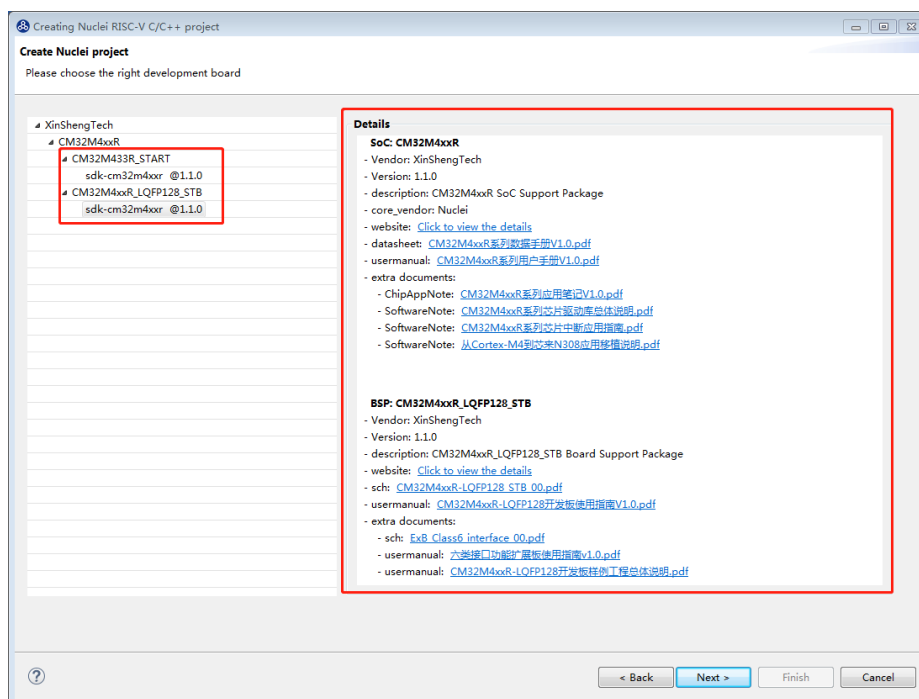 Creating Nuclei RISC-V C/C++ project
Create Nuclei project
Please choose the right development board
XinShengTech
CM32M4xxR
CM32M433R_START
sdk-cm32m4xxr @1.1.0
CM32M4xxR_LQFP128_STB
sdk-cm32m4xxr @1.1.0
Details
SoC: CM32M4xxR
- Vendor: XinShengTech
- Version: 1.1.0
- description: CM32M4xxR SoC Support Package
- core_vendor: Nuclei
- website: Click to view the details
- datasheet: CM32M4xxR系列数据手册V1.0.pdf
- usermanual: CM32M4xxR系列用户手册V1.0.pdf
- extra documents:
- ChipAppNote: CM32M4xxR系列应用笔记V1.0.pdf
- SoftwareNote: CM32M4xxR系列芯片驱动库总体说明.pdf
- SoftwareNote: CM32M4xxR系列芯片中断应用指南.pdf
- SoftwareNote: 从Cortex-M4到芯来N308应用移植说明.pdf
BSP: CM32M4xxR_LQFP128_STB
- Vendor: XinShengTech
- Version: 1.1.0
- description: CM32M4xxR_LQFP128_STB Board Support Package
- website: Click to view the details
- sch: CM32M4xxR-LQFP128_STB_00.pdf
- usermanual: CM32M4xxR-LQFP128开发板使用指南V1.0.pdf
- extra documents:
- sch: ExB_Class6_interface_00.pdf
- usermanual: 六类接口功能扩展板使用指南v1.0.pdf
- usermanual: CM32M4xxR-LQFP128开发板样例工程总体说明.pdf
?
< Back
Next >
Finish
Cancel